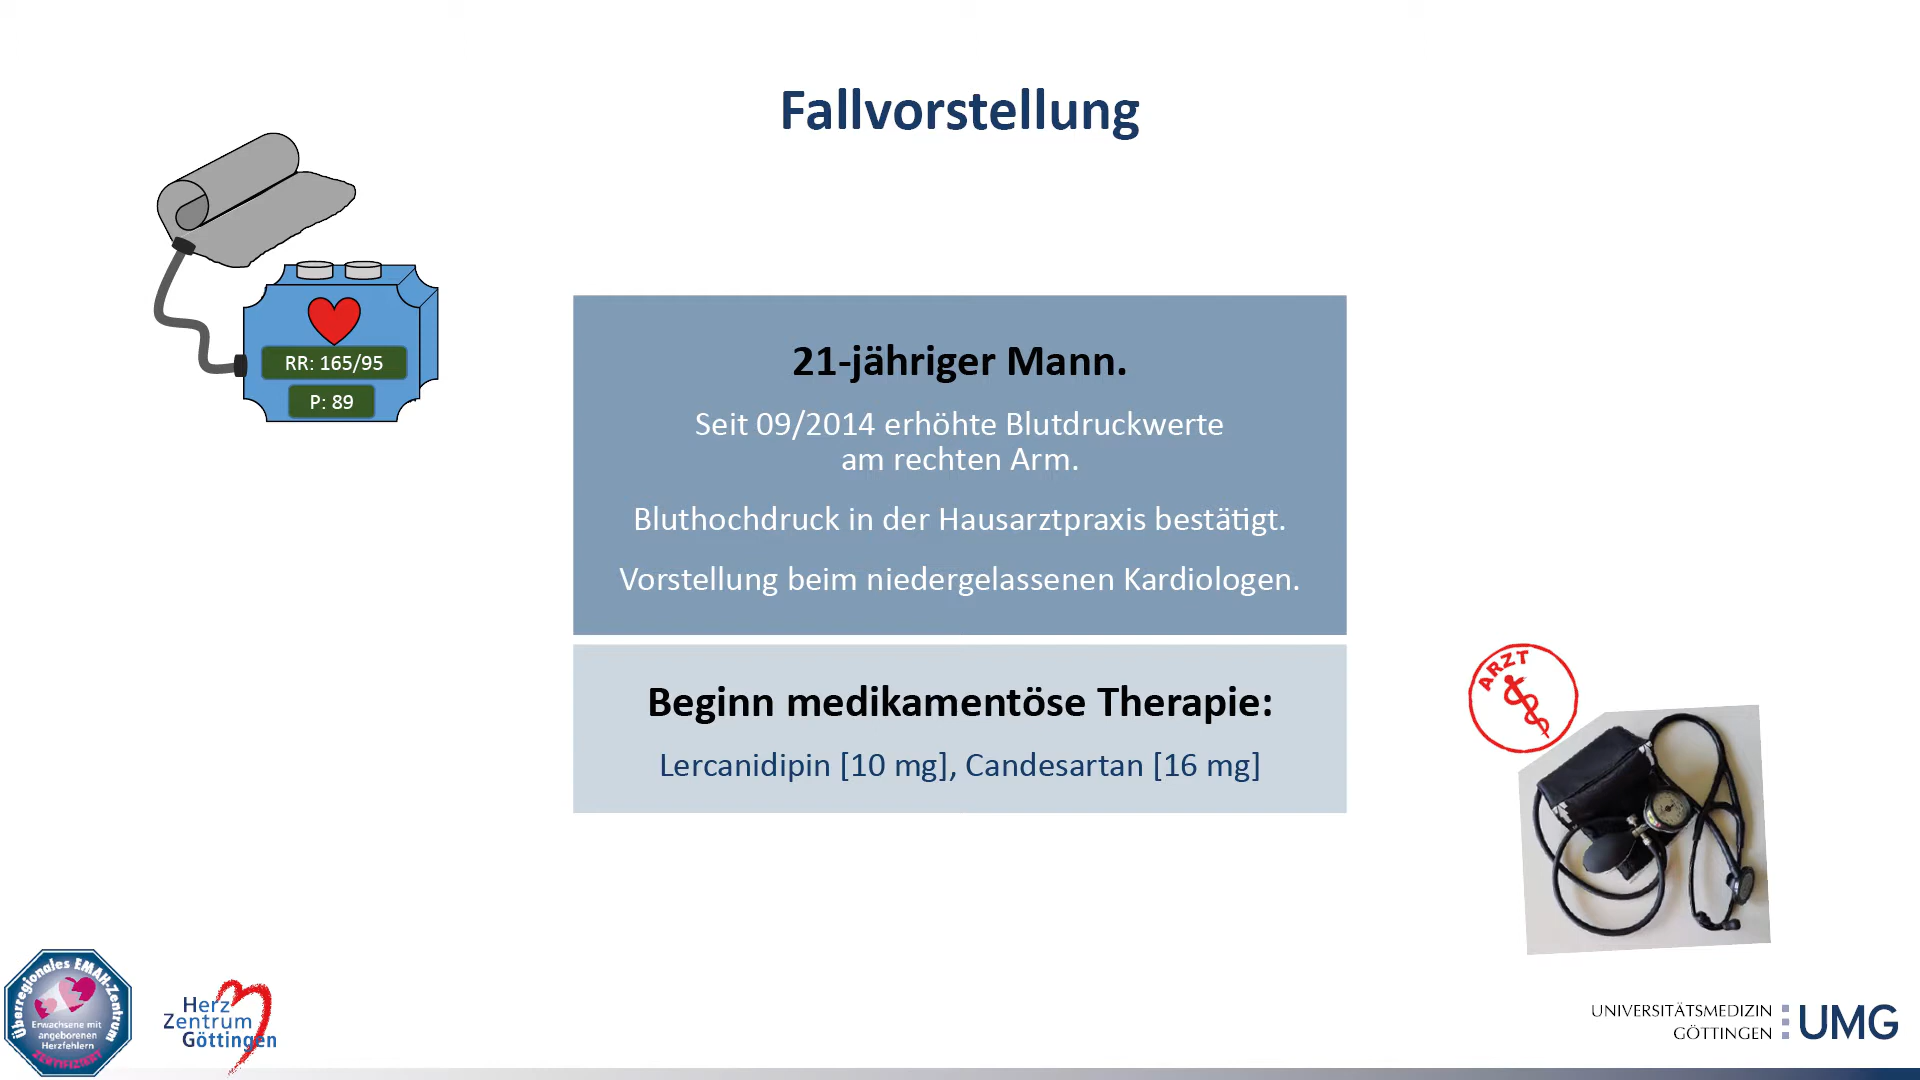 Fallvorstellung
RR: 165/95
P: 89
21-jähriger Mann.
Seit 09/2014 erhöhte Blutdruckwerte
am rechten Arm.
Bluthochdruck in der Hausarztpraxis bestätigt.
Vorstellung beim niedergelassenen Kardiologen.
Beginn medikamentöse Therapie:
Lercanidipin [10 mg], Candesartan [16 mg]
ARZT
Überregionales EMAH-Zentrum
Erwachsene mit
angeborenen
Herzfehlern
ZERTIFIZIERT
Herz
Zentrum
Göttingen
UNIVERSITÄTSMEDIZIN
GÖTTINGEN
UMG